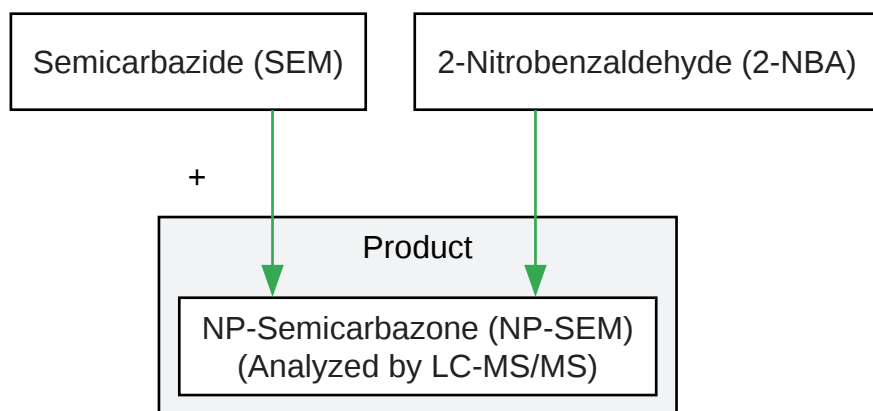 Semicarbazide (SEM)
2-Nitrobenzaldehyde (2-NBA)
+
Product
NP-Semicarbazone (NP-SEM)
(Analyzed by LC-MS/MS)